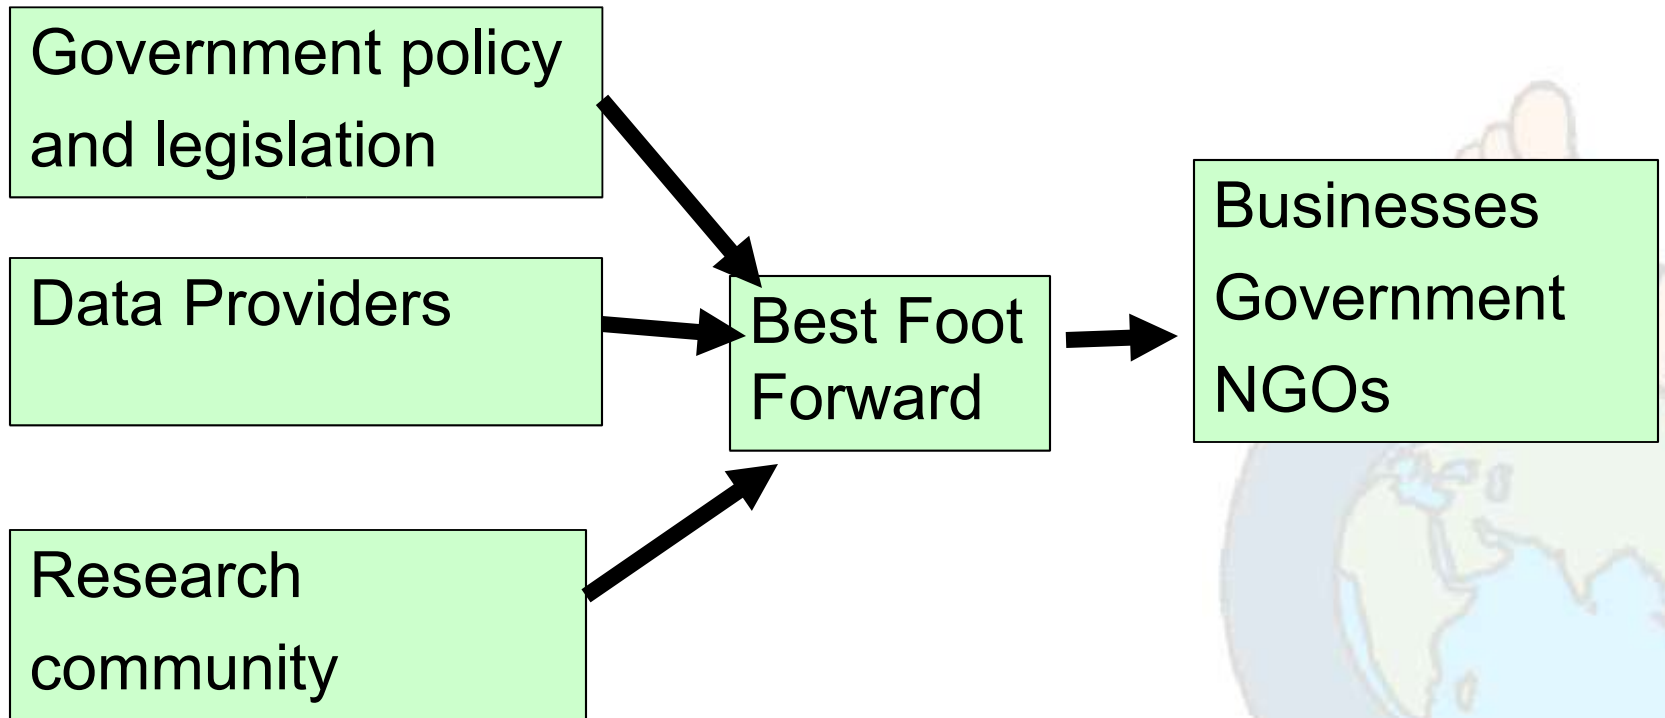 Government policy
and legislation
Data Providers
Research
community
Best Foot
Forward
Businesses
Government
NGOs